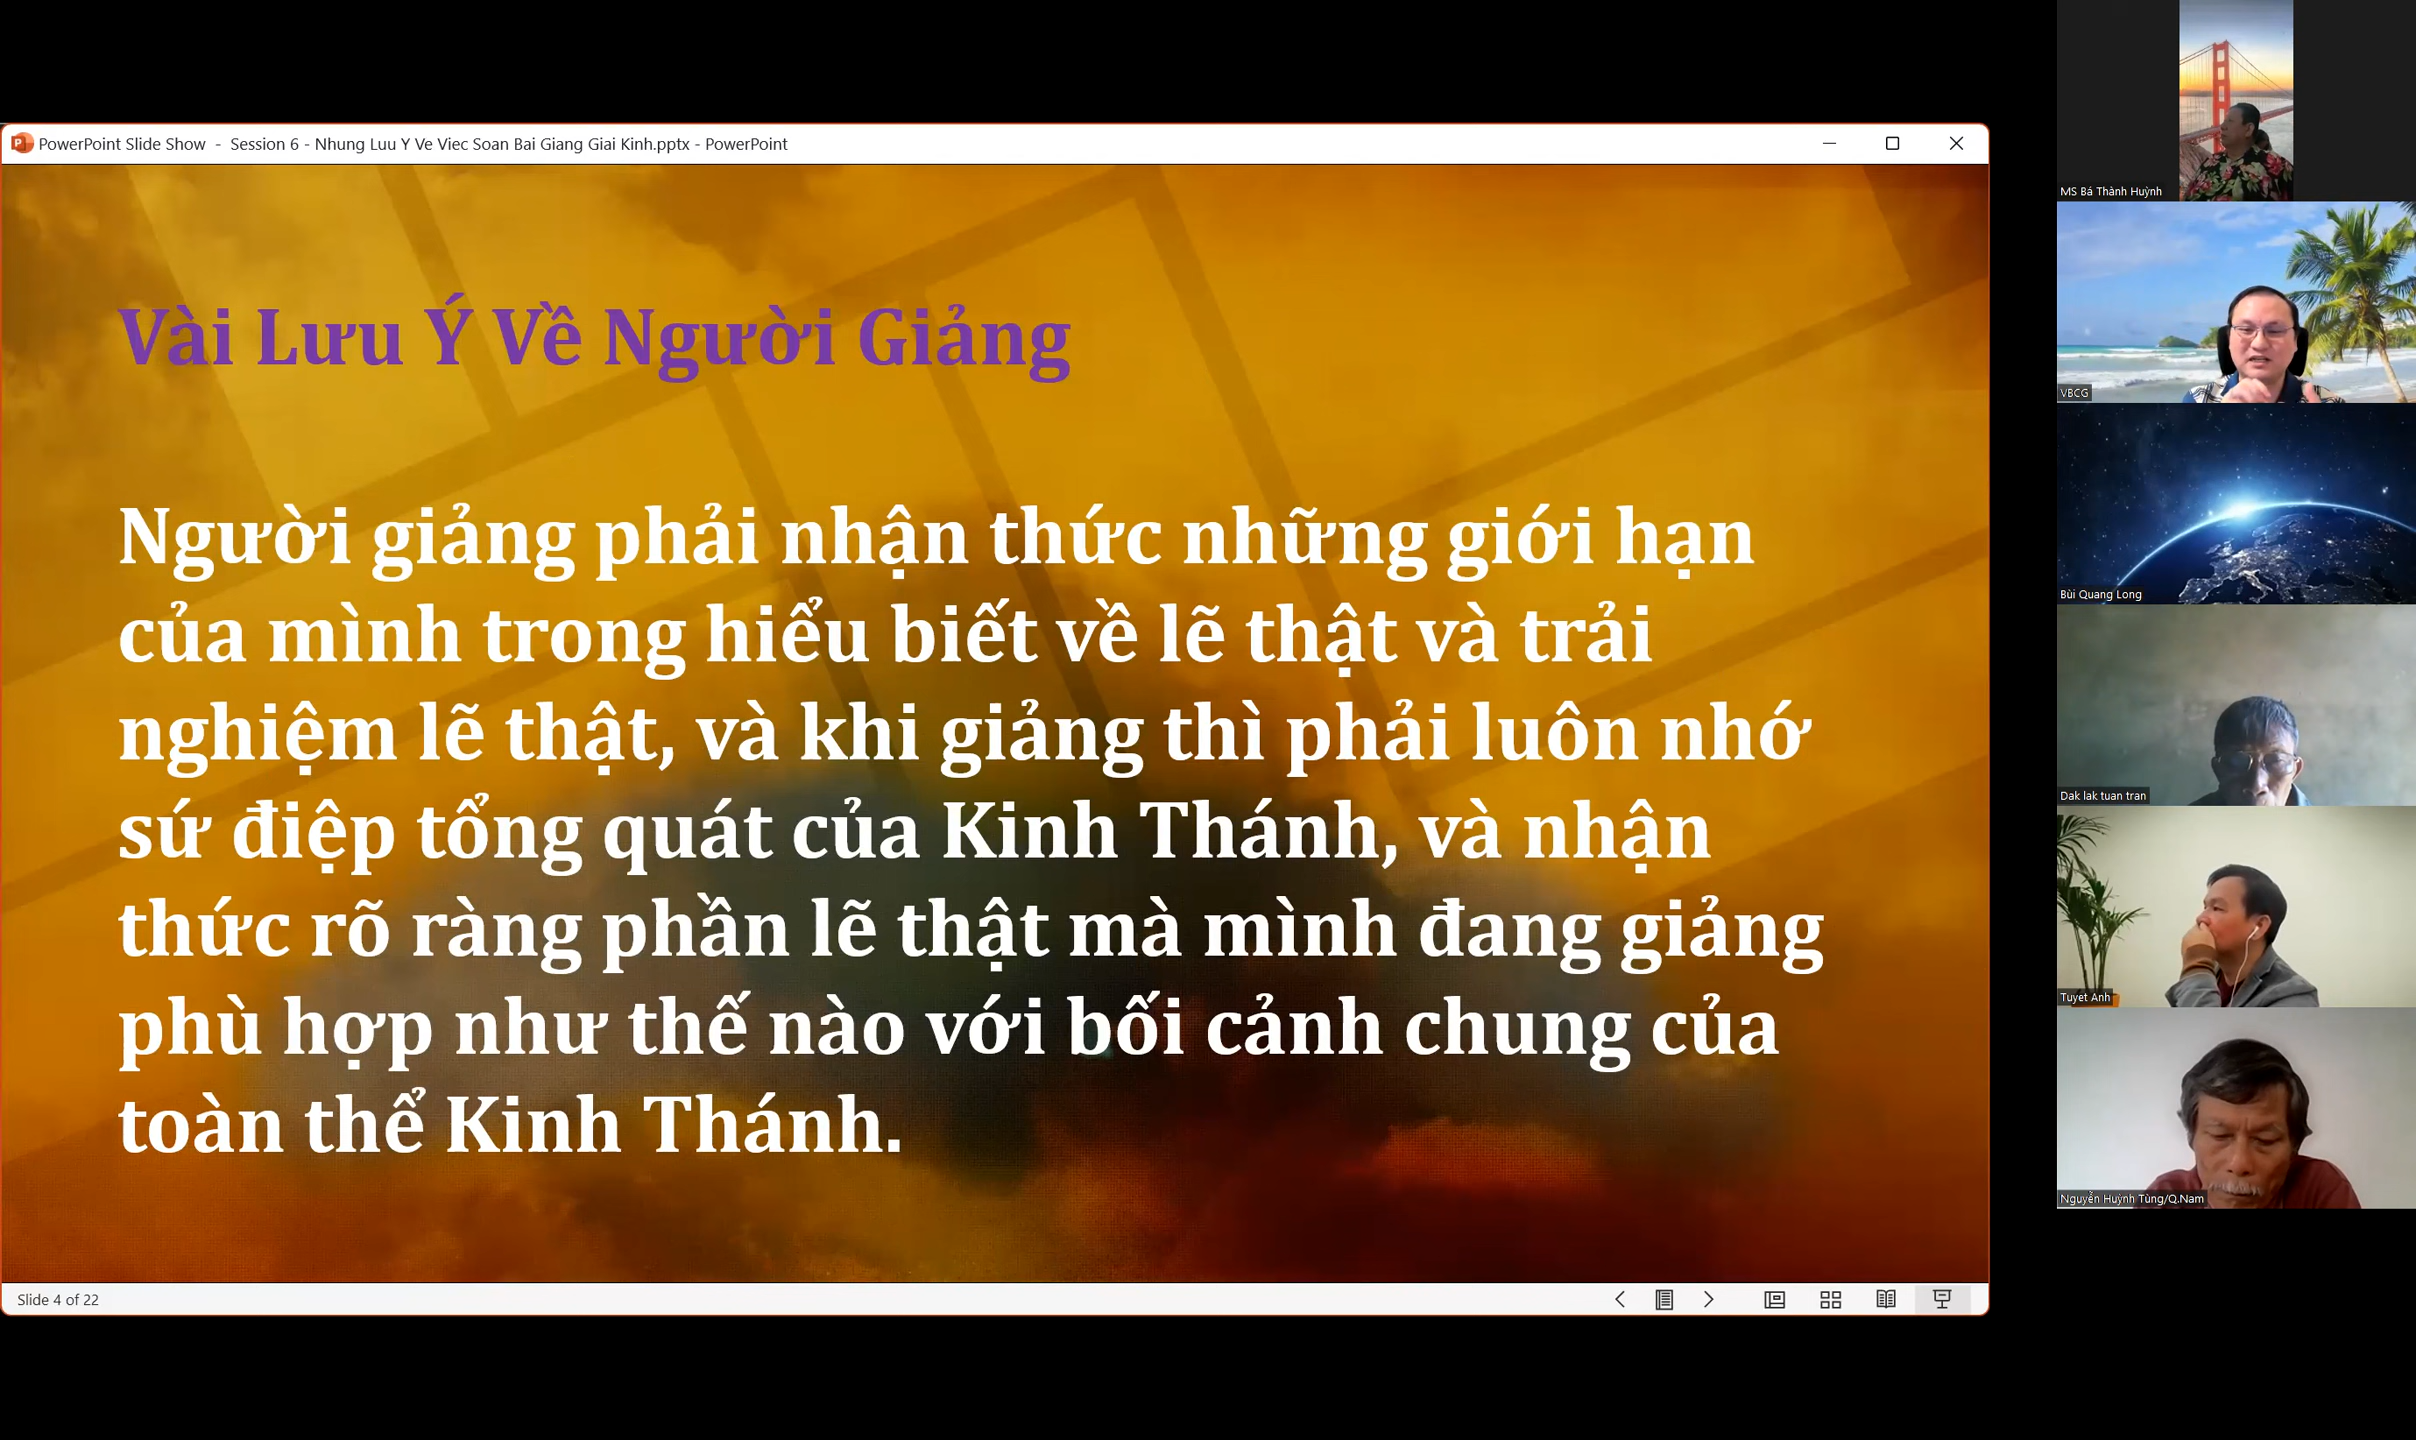 PowerPoint Slide Show - Session 6 - Nhung Luu Y Ve Viec Soan Bai Giang Giai Kinh.pptx - PowerPoint
Vài Lưu Ý Về Người Giảng
Người giảng phải nhận thức những giới hạn
của mình trong hiểu biết về lẽ thật và trải
nghiệm lẽ thật, và khi giảng thì phải luôn nhớ
sứ điệp tổng quát của Kinh Thánh, và nhận
thức rõ ràng phần lẽ thật mà mình đang giảng
phù hợp như thế nào với bối cảnh chung của
toàn thể Kinh Thánh.
Slide 4 of 22
MS Bá Thành Huỳnh
VBCG
Bùi Quang Long
Dak lak tuan tran
Tuyet Anh
Nguyễn Huỳnh Tùng/Q.Nam